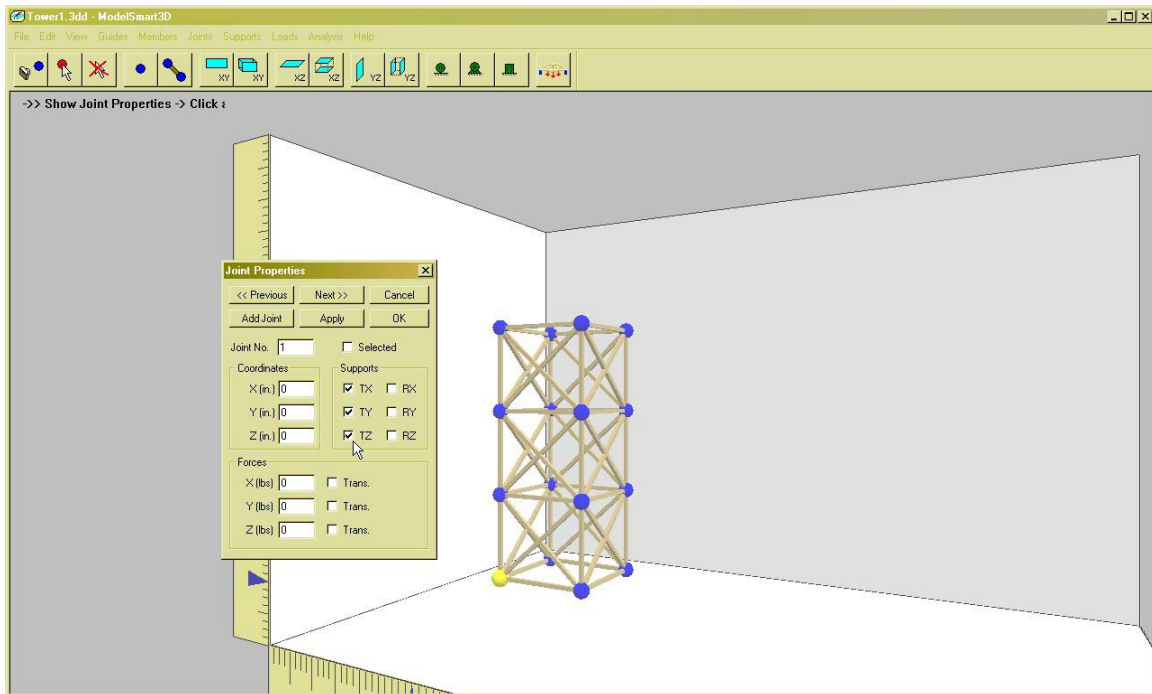 Tower1.3dd - ModelSmart3D
File Edit View Guides Members Joints Supports Loads Analysis Help
XY XY XZ XZ YZ YZ
->> Show Joint Properties -> Click a
Joint Properties
<< Previous Next >> Cancel
Add Joint Apply OK
Joint No. 1 Selected
Coordinates Supports
X (in.) 0 TX RX
Y (in.) 0 TY RY
Z (in.) 0 TZ RZ
Forces
X (lbs) 0 Trans.
Y (lbs) 0 Trans.
Z (lbs) 0 Trans.